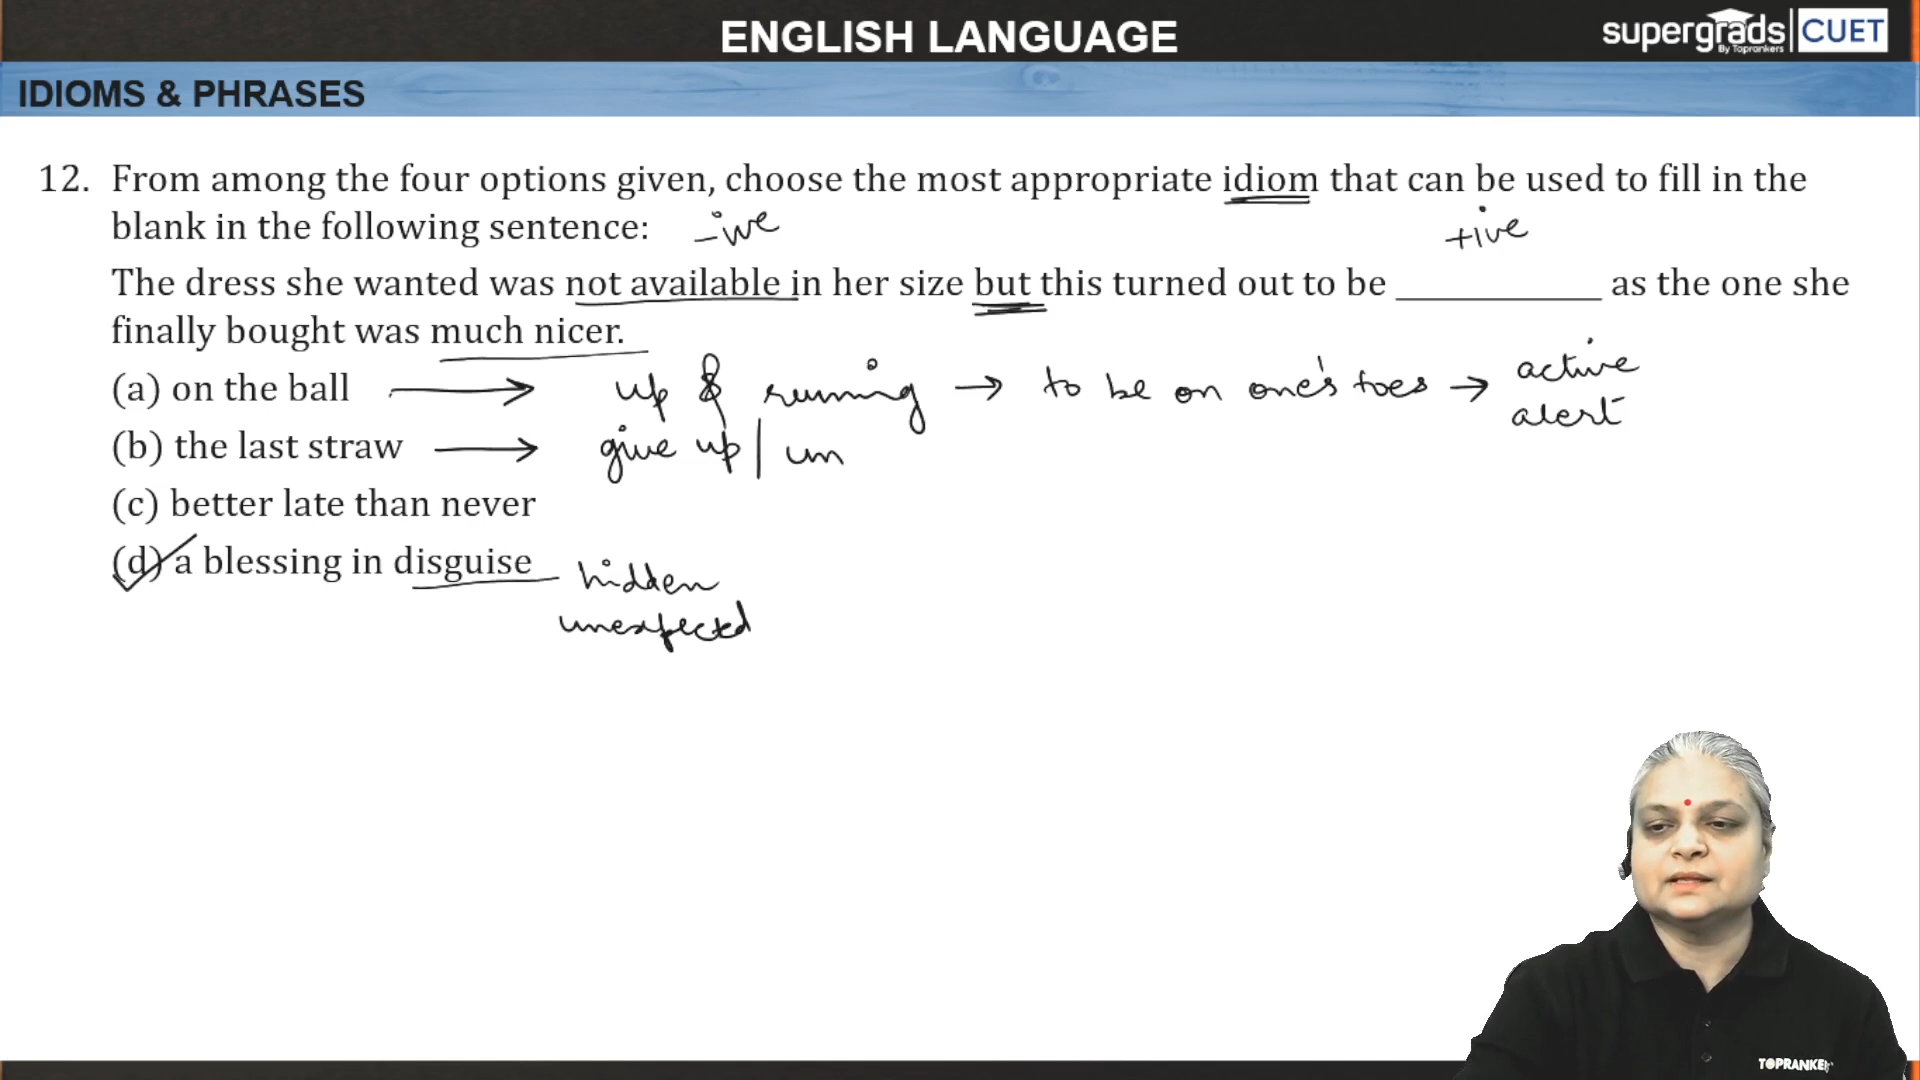 ENGLISH LANGUAGE
supergrads CUET
By Toprankers
IDIOMS & PHRASES
12. From among the four options given, choose the most appropriate idiom that can be used to fill in the
blank in the following sentence: -ive +ive
The dress she wanted was not available in her size but this turned out to be __________ as the one she
finally bought was much nicer.
(a) on the ball → up & running → to be on one's toes → active
alert
(b) the last straw → give up | un
(c) better late than never
(d) a blessing in disguise hidden
unexpected
TOPRANKER